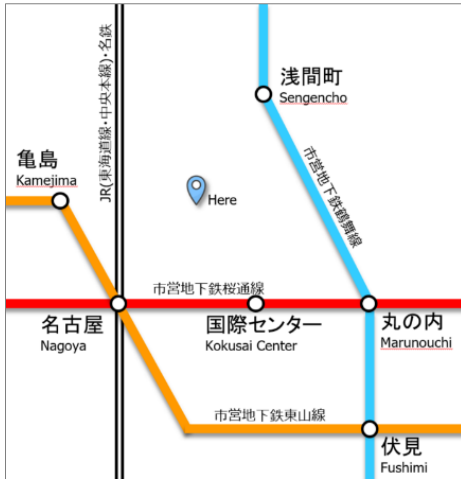 浅間町
Sengencho
JR(東海道線・中央本線)・名鉄
市営地下鉄鶴舞線
亀島
Kamejima
Here
市営地下鉄桜通線
名古屋
Nagoya
国際センター
Kokusai Center
丸の内
Marunouchi
市営地下鉄東山線
伏見
Fushimi